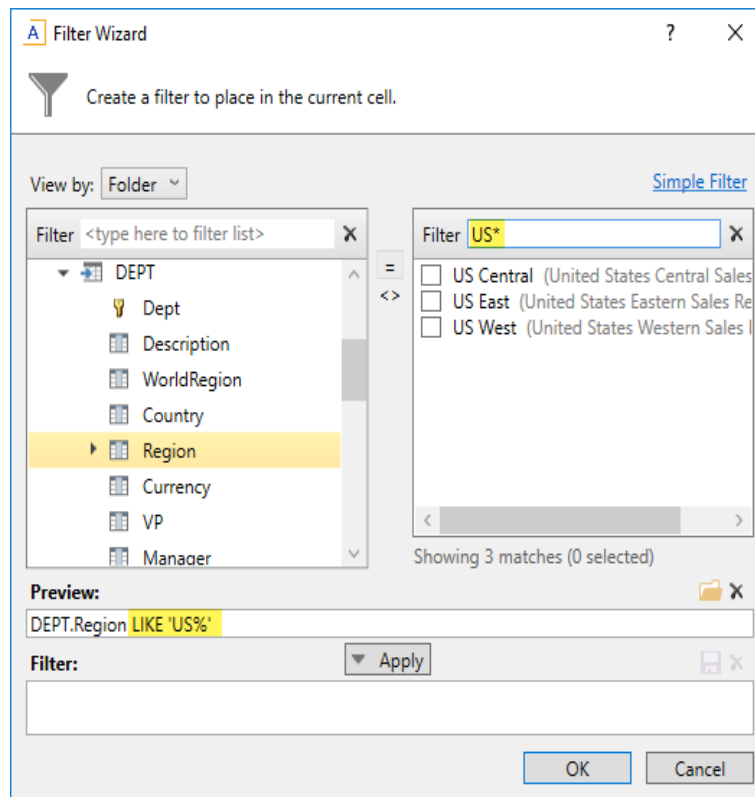 A Filter Wizard ? X
Create a filter to place in the current cell.
View by: Folder
Simple Filter
Filter <type here to filter list> X
DEPT
Dept
Description
WorldRegion
Country
Region
Currency
VP
Manager
= 
<>
Filter US* X
US Central (United States Central Sales
US East (United States Eastern Sales Re
US West (United States Western Sales
Showing 3 matches (0 selected)
Preview:
DEPT.Region LIKE 'US%'
Filter:
Apply
OK Cancel